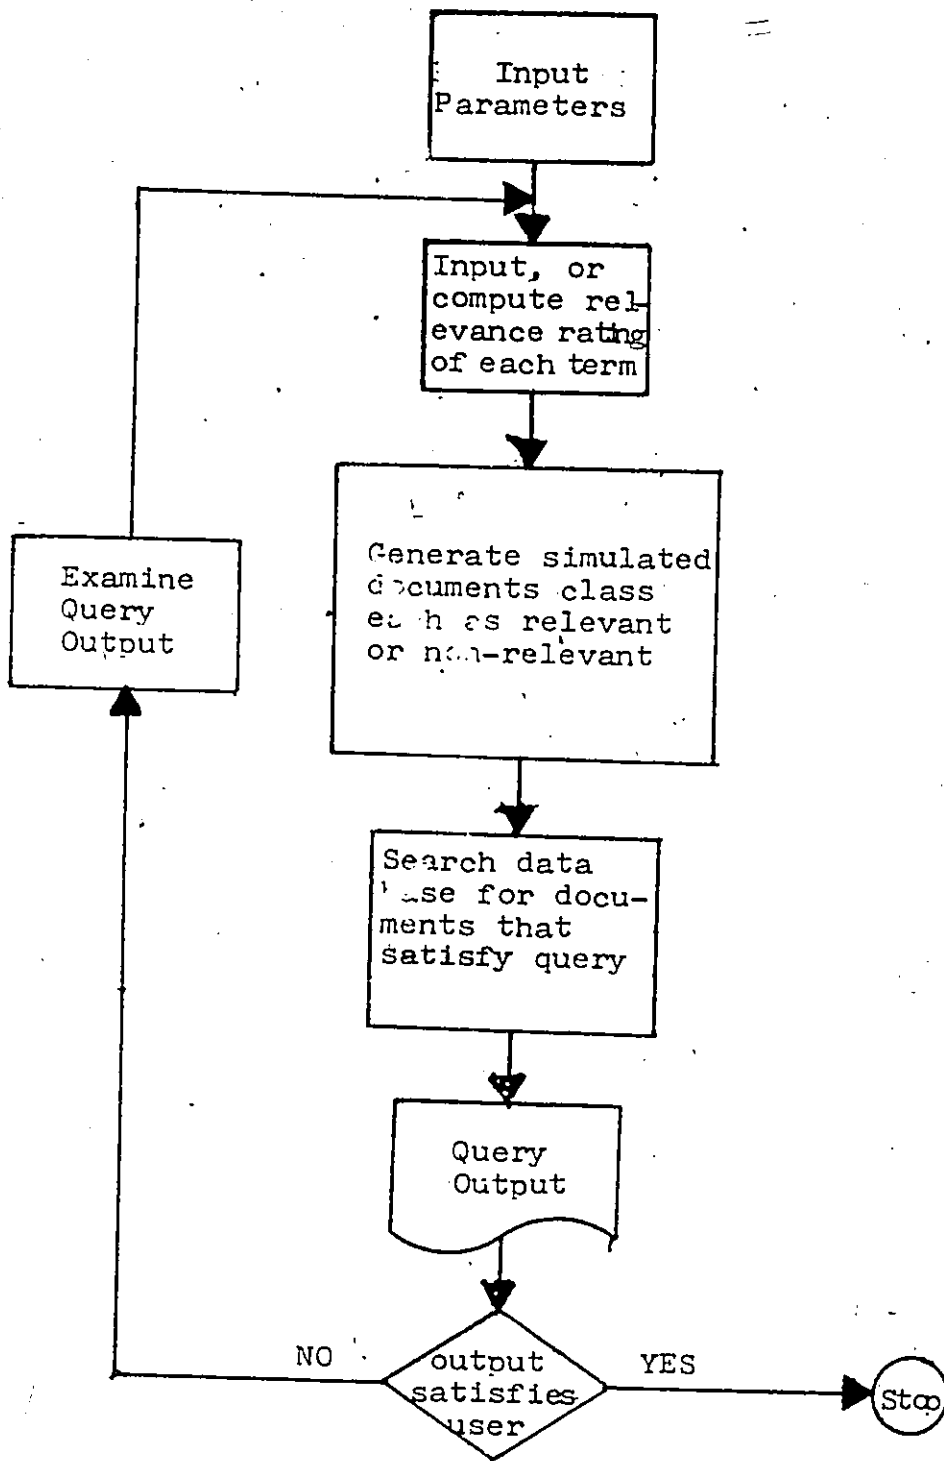 Input
Parameters
Input, or
compute rel-
evance rating
of each term
Generate simulated
documents class
each as relevant
or non-relevant
Examine
Query
Output
Search data
base for docu-
ments that
satisfy query
Query
Output
NO
output
satisfies
user
YES
Stop